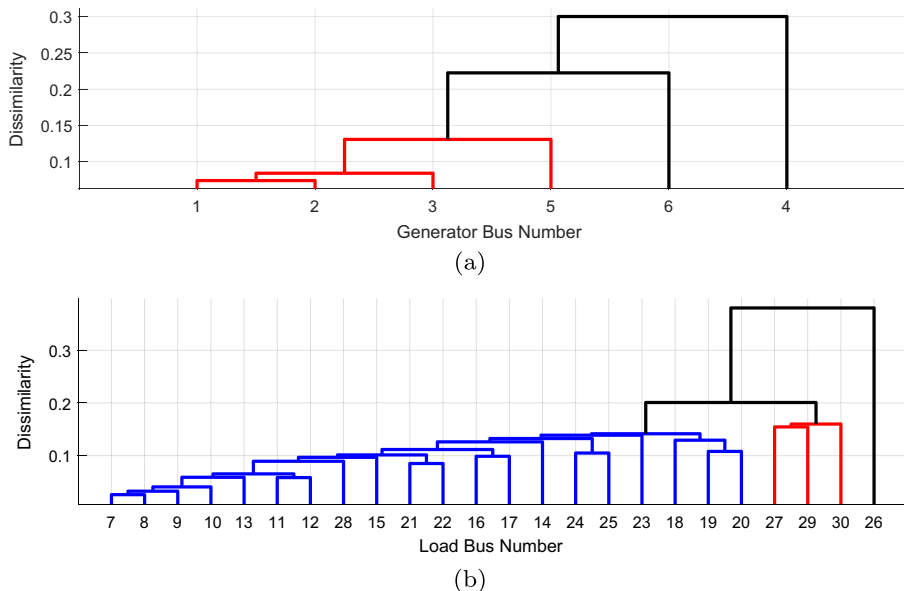 0.3
0.25
0.2
0.15
0.1
Dissimilarity
1 2 3 5 6 4
Generator Bus Number
(a)
0.3
0.2
0.1
Dissimilarity
7 8 9 10 13 11 12 28 15 21 22 16 17 14 24 25 23 18 19 20 27 29 30 26
Load Bus Number
(b)